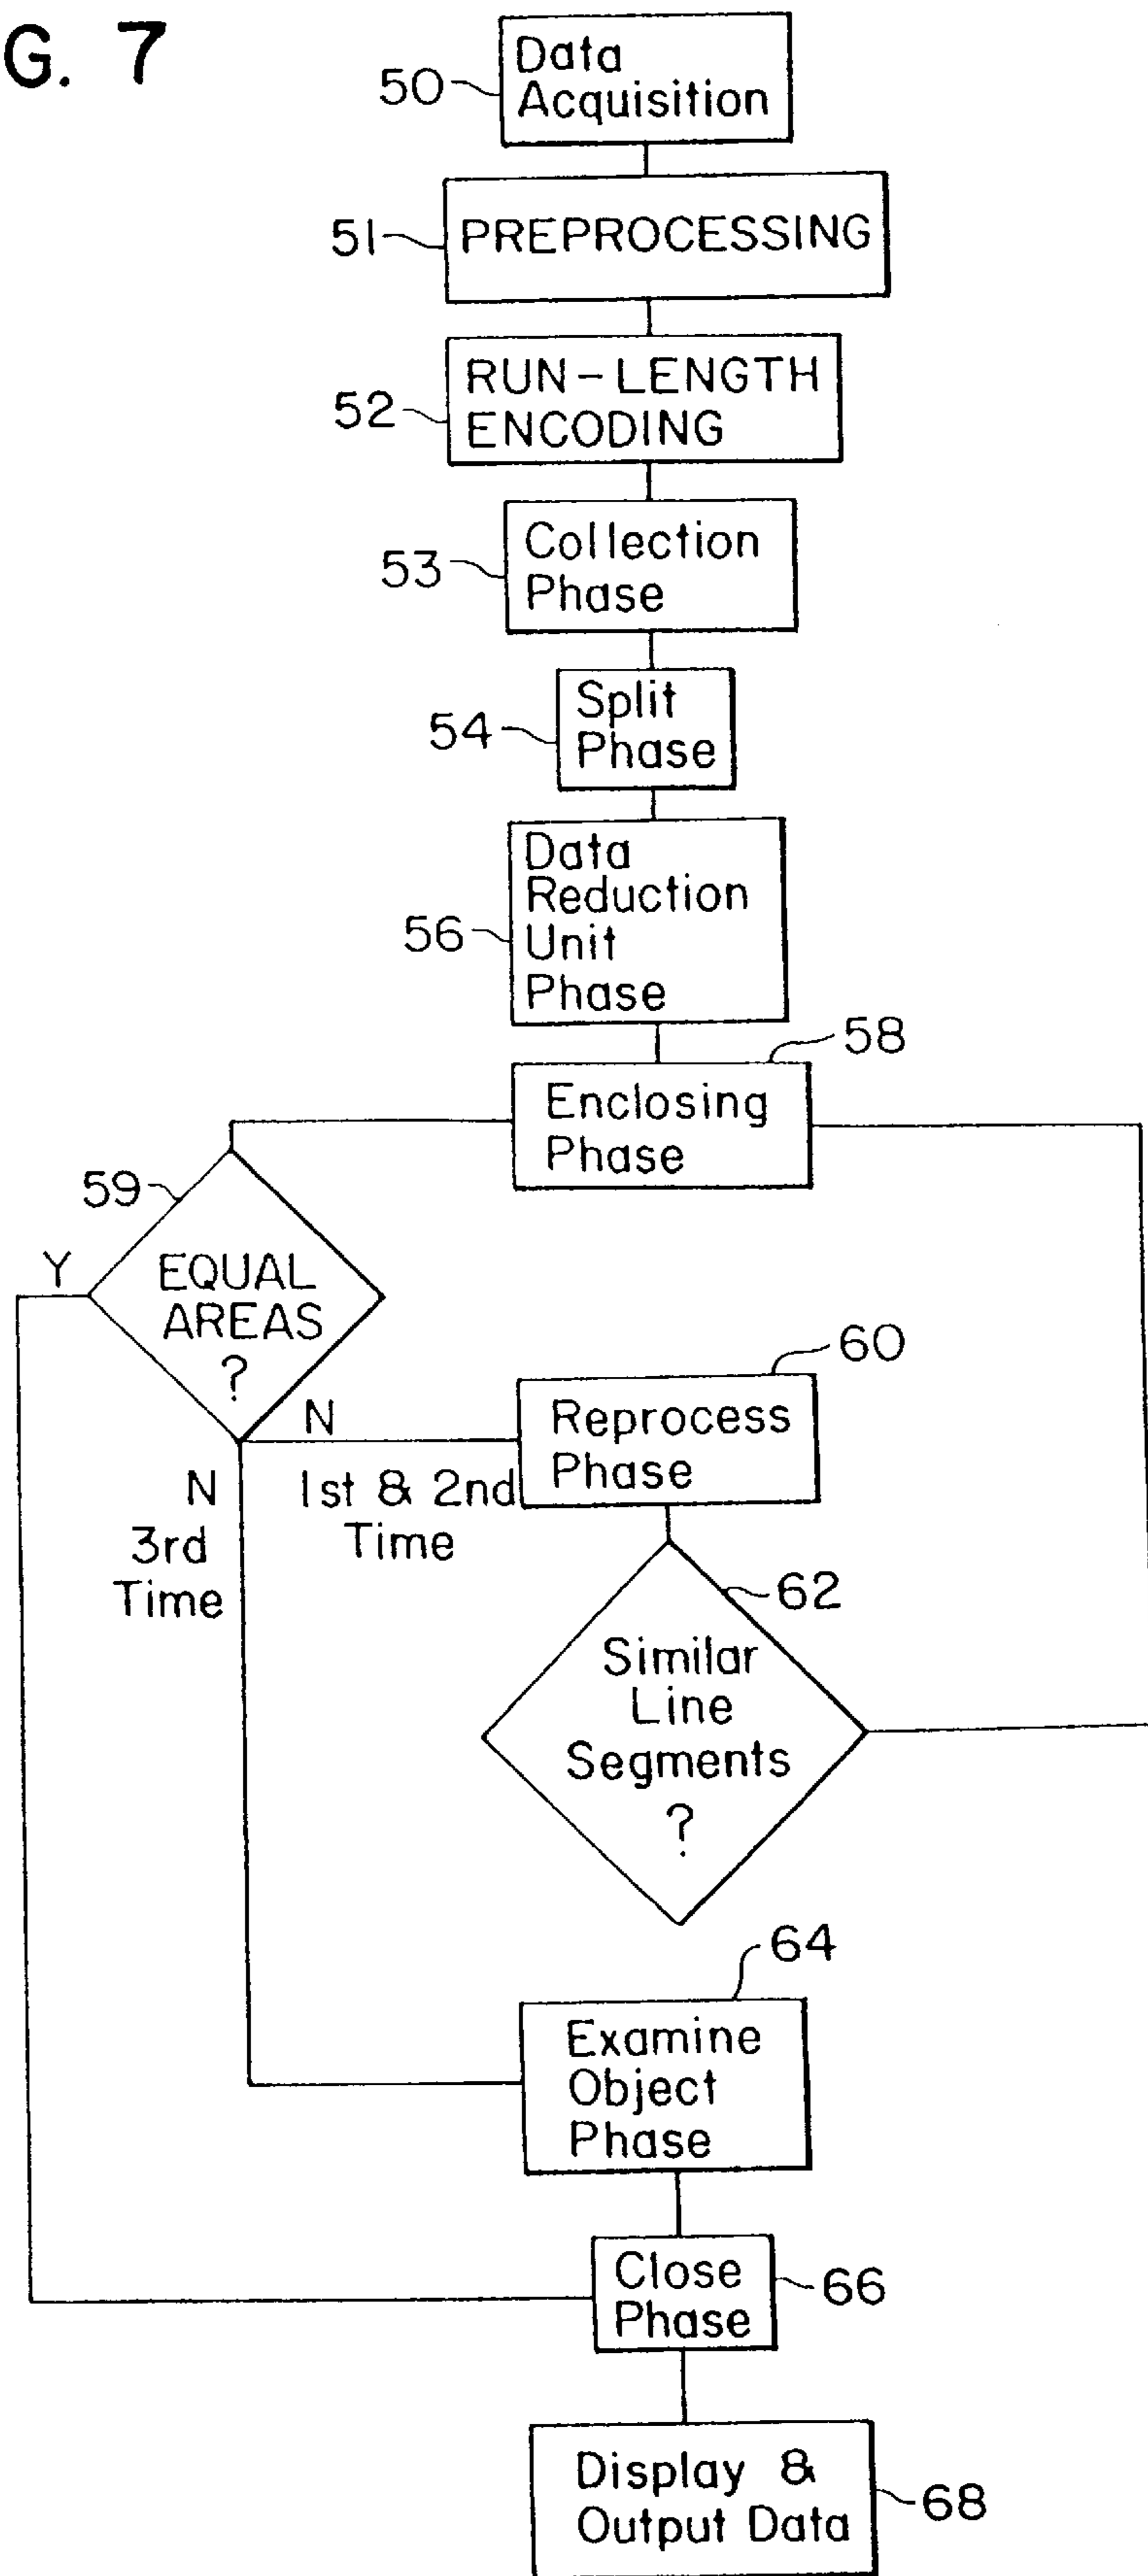 G. 7
Data
Acquisition
50
PREPROCESSING
51
RUN-LENGTH
ENCODING
52
Collection
Phase
53
Split
Phase
54
Data
Reduction
Unit
Phase
56
58
Enclosing
Phase
59
Y
EQUAL
AREAS
?
60
N
Reprocess
Phase
N
3rd
Time
1st & 2nd
Time
62
Similar
Line
Segments
?
64
Examine
Object
Phase
Close
Phase
66
Display &
Output Data
68